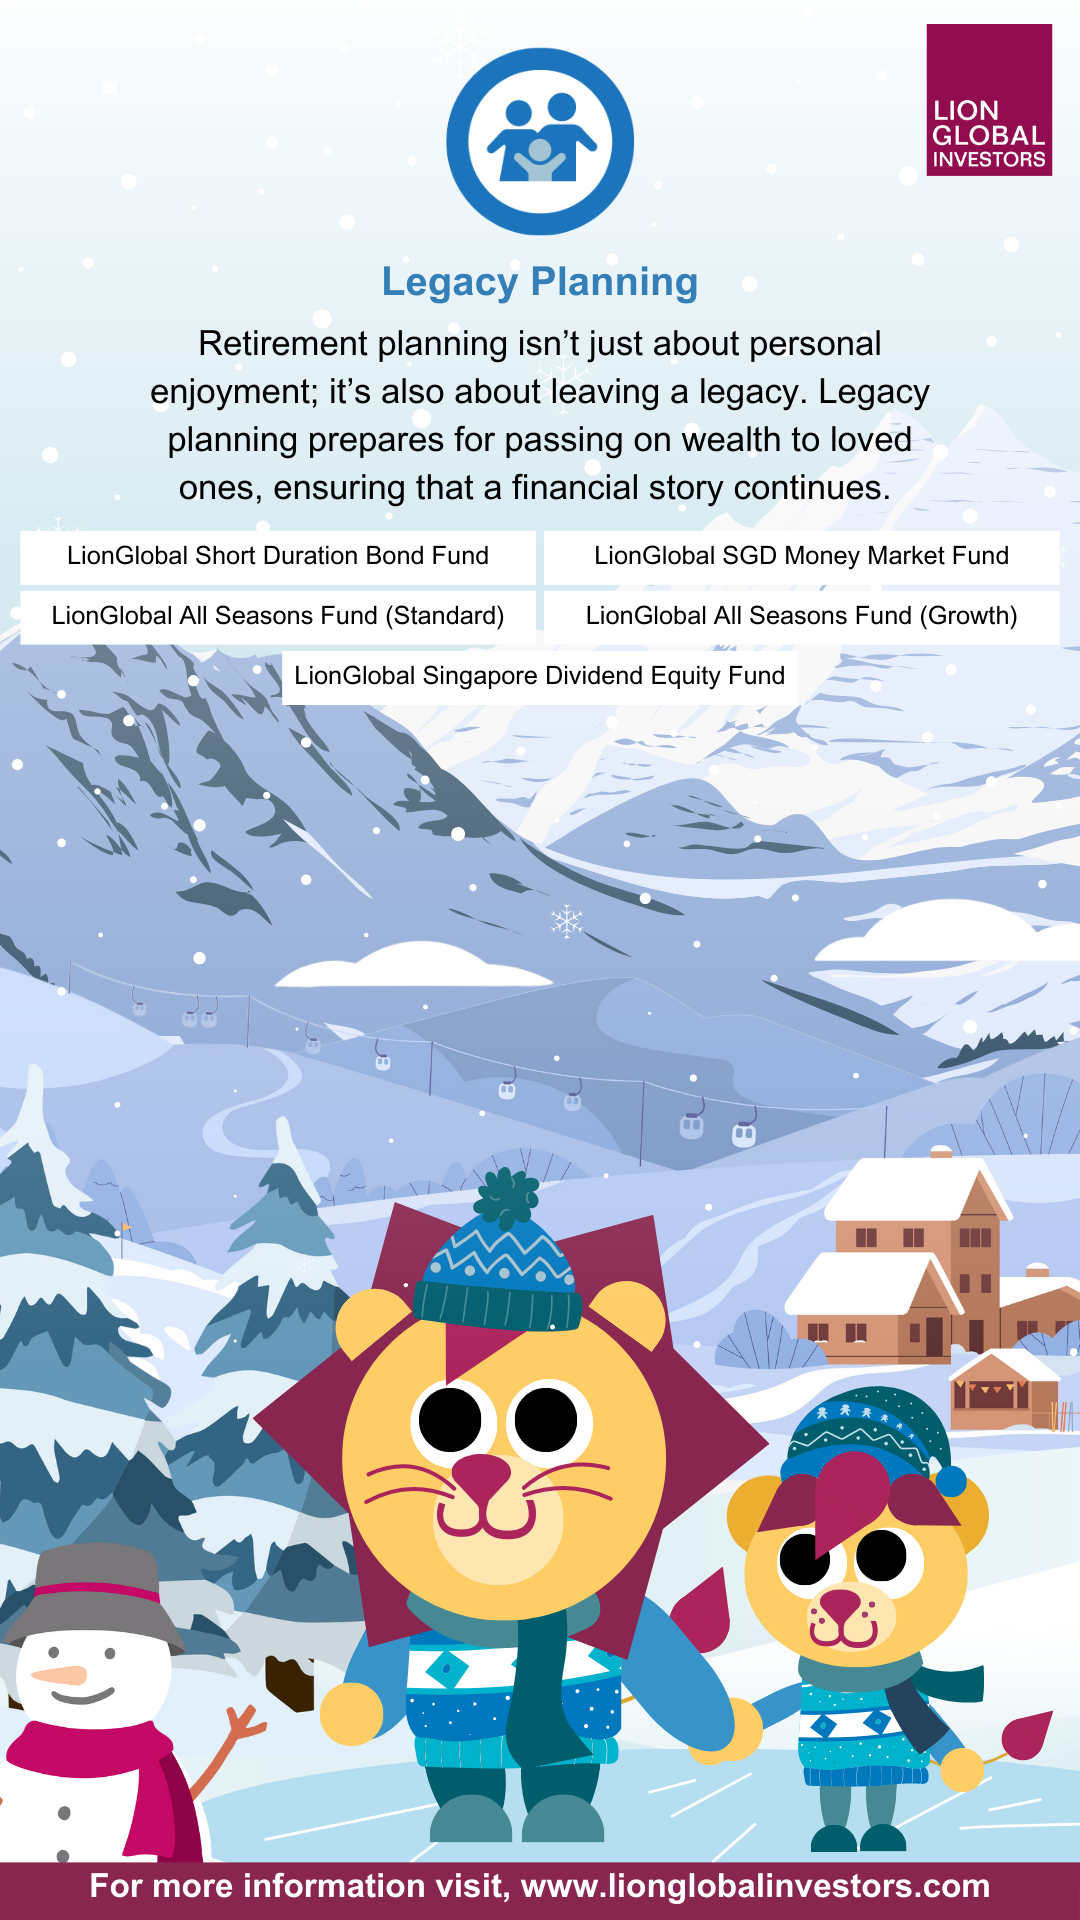 LION
GLOBAL
INVESTORS
Legacy Planning
Retirement planning isn’t just about personal
enjoyment; it’s also about leaving a legacy. Legacy
planning prepares for passing on wealth to loved
ones, ensuring that a financial story continues.
LionGlobal Short Duration Bond Fund
LionGlobal SGD Money Market Fund
LionGlobal All Seasons Fund (Standard)
LionGlobal All Seasons Fund (Growth)
LionGlobal Singapore Dividend Equity Fund
For more information visit, www.lionglobalinvestors.com